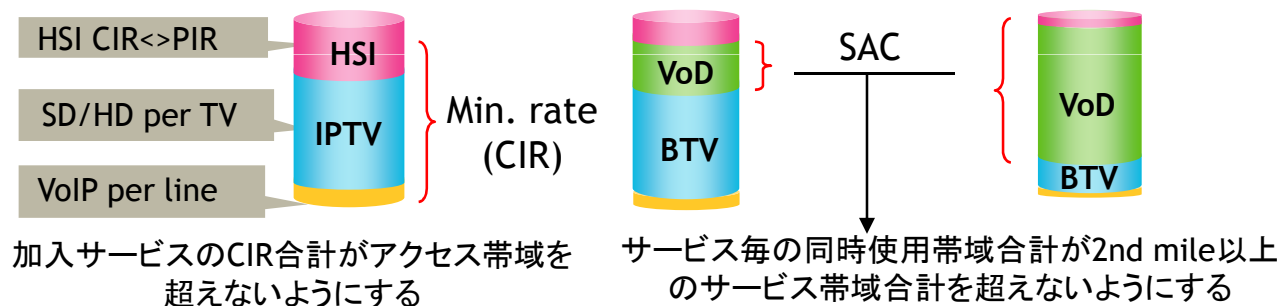 HSI CIR<>PIR
SD/HD per TV
VoIP per line
HSI
IPTV
Min. rate
(CIR)
加入サービスのCIR合計がアクセス帯域を
超えないようにする
VoD
BTV
SAC
VoD
BTV
サービス毎の同時使用帯域合計が2nd mile以上
のサービス帯域合計を超えないようにする